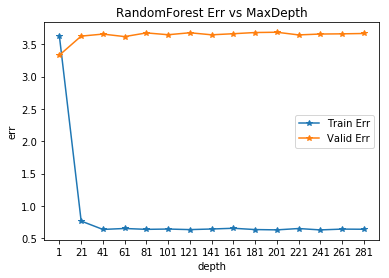 RandomForest Err vs MaxDepth
3.5
3.0
2.5
2.0
1.5
1.0
0.5
err
Train Err
Valid Err
1 21 41 61 81 101 121 141 161 181 201 221 241 261 281
depth